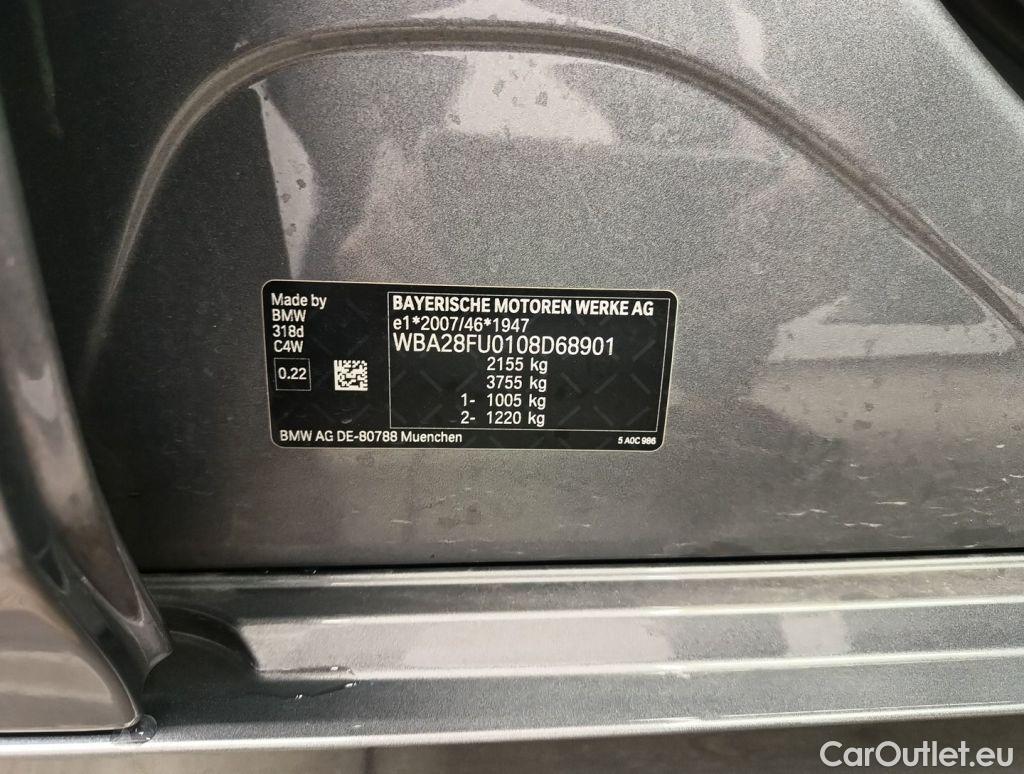 Made by
BMW
318d
C4W
0.22
BAYERISCHE MOTOREN WERKE AG
e1*2007/46*1947
WBA28FU0108D68901
2155 kg
3755 kg
1- 1005 kg
2- 1220 kg
BMW AG DE-80788 Muenchen
5 A0C 986
CarOutlet.eu